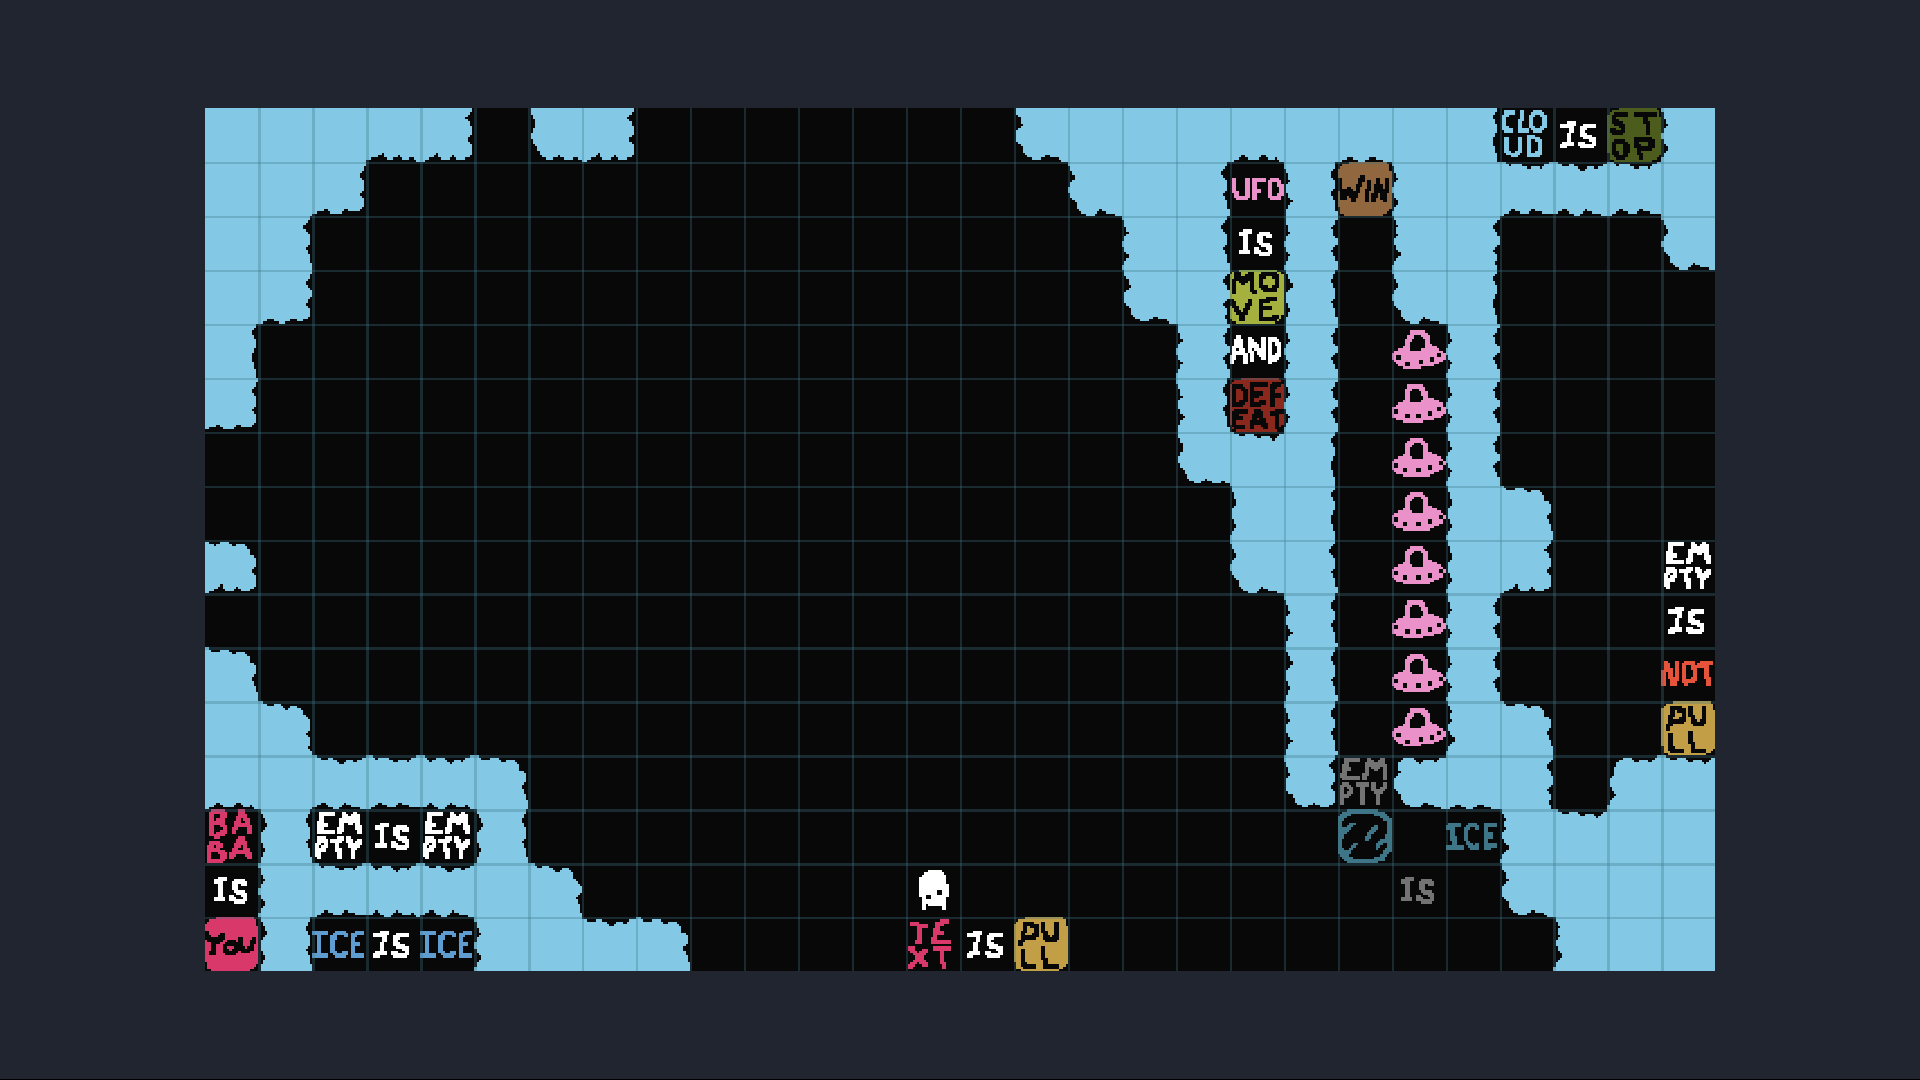 CLOUD IS STOP
UFO WIN
IS
MOVE
AND
DEFEAT
EMPTY
IS
NOT
PULL
EMPTY
BABA EMPTY IS EMPTY ICE
IS IS
YOU ICE IS ICE TEXT IS PULL